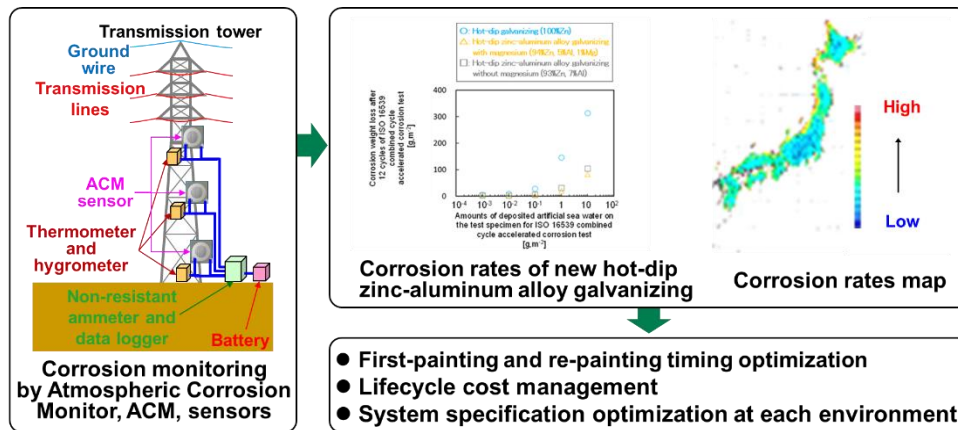 Transmission tower
Ground
wire
Transmission
lines
ACM
sensor
Thermometer
and
hygrometer
Non-resistant
ammeter and
data logger
Battery
Corrosion monitoring
by Atmospheric Corrosion
Monitor, ACM, sensors
○: Hot-dip galvanizing (100%Zn)
△: Hot-dip zinc-aluminum alloy galvanizing
with magnesium (94%Zn, 5%Al, 1%Mg)
□: Hot-dip zinc-aluminum alloy galvanizing
without magnesium (93%Zn, 7%Al)
Corrosion weight loss after
12 cycles of ISO 16539
combined cycle
accelerated corrosion test
[g.m⁻²]
400
300
200
100
0
10⁻⁴ 10⁻³ 10⁻² 10⁻¹ 1 10¹ 10²
Amounts of deposited artificial sea water on
the test specimen for ISO 16539 combined
cycle accelerated corrosion test
[g.m⁻²]
Corrosion rates of new hot-dip
zinc-aluminum alloy galvanizing
High
Low
Corrosion rates map
● First-painting and re-painting timing optimization
● Lifecycle cost management
● System specification optimization at each environment